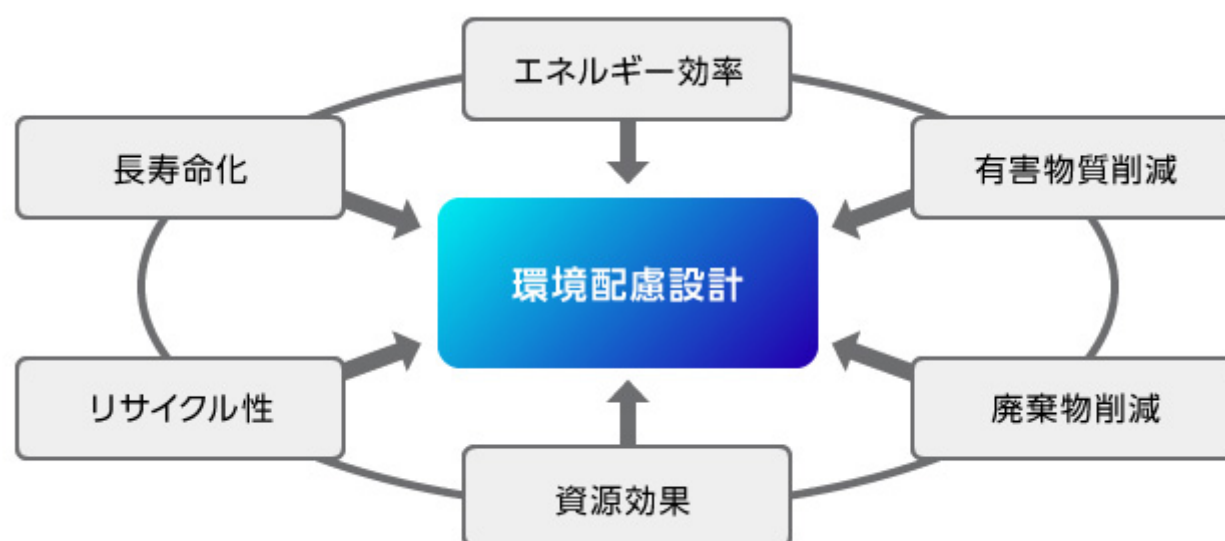 エネルギー効率
長寿命化
有害物質削減
環境配慮設計
リサイクル性
廃棄物削減
資源効果